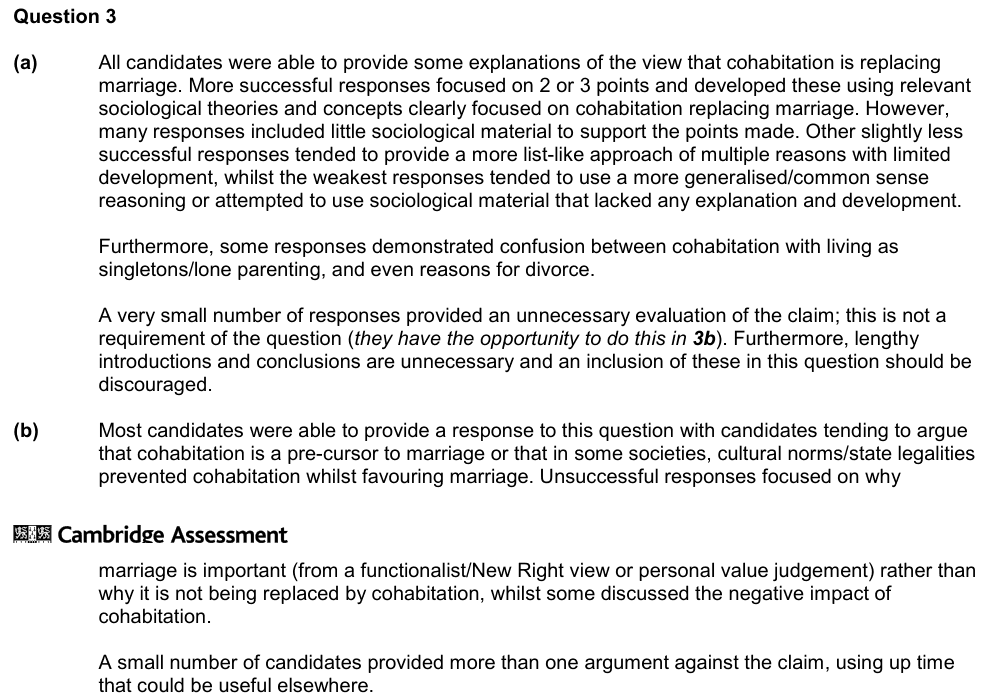 Question 3
(a) All candidates were able to provide some explanations of the view that cohabitation is replacing
marriage. More successful responses focused on 2 or 3 points and developed these using relevant
sociological theories and concepts clearly focused on cohabitation replacing marriage. However,
many responses included little sociological material to support the points made. Other slightly less
successful responses tended to provide a more list-like approach of multiple reasons with limited
development, whilst the weakest responses tended to use a more generalised/common sense
reasoning or attempted to use sociological material that lacked any explanation and development.
Furthermore, some responses demonstrated confusion between cohabitation with living as
singletons/lone parenting, and even reasons for divorce.
A very small number of responses provided an unnecessary evaluation of the claim; this is not a
requirement of the question (they have the opportunity to do this in 3b). Furthermore, lengthy
introductions and conclusions are unnecessary and an inclusion of these in this question should be
discouraged.
(b) Most candidates were able to provide a response to this question with candidates tending to argue
that cohabitation is a pre-cursor to marriage or that in some societies, cultural norms/state legalities
prevented cohabitation whilst favouring marriage. Unsuccessful responses focused on why
Cambridge Assessment
marriage is important (from a functionalist/New Right view or personal value judgement) rather than
why it is not being replaced by cohabitation, whilst some discussed the negative impact of
cohabitation.
A small number of candidates provided more than one argument against the claim, using up time
that could be useful elsewhere.